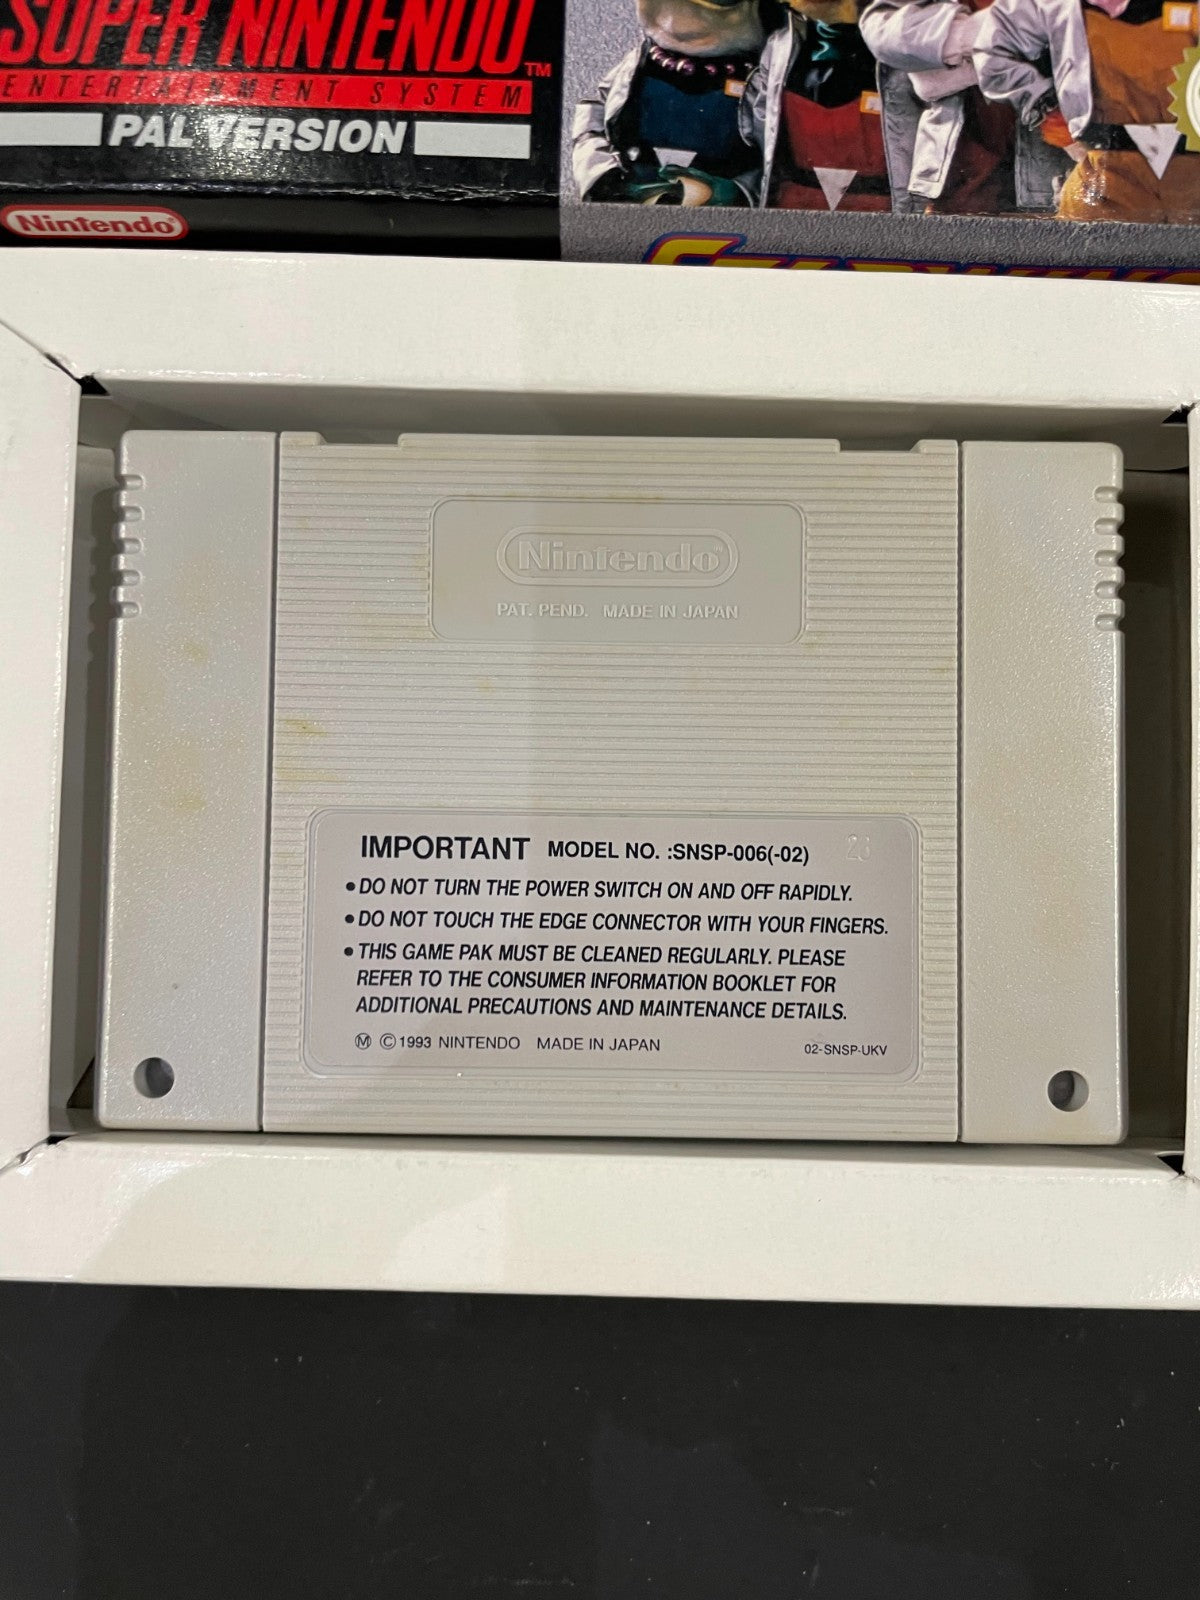 SUPER NINTENDO™
ENTERTAINMENT SYSTEM
PAL VERSION
Nintendo®
Nintendo™
PAT. PEND. MADE IN JAPAN
IMPORTANT MODEL NO. :SNSP-006(-02) 26
• DO NOT TURN THE POWER SWITCH ON AND OFF RAPIDLY.
• DO NOT TOUCH THE EDGE CONNECTOR WITH YOUR FINGERS.
• THIS GAME PAK MUST BE CLEANED REGULARLY. PLEASE
REFER TO THE CONSUMER INFORMATION BOOKLET FOR
ADDITIONAL PRECAUTIONS AND MAINTENANCE DETAILS.
Ⓜ © 1993 NINTENDO MADE IN JAPAN
02-SNSP-UKV